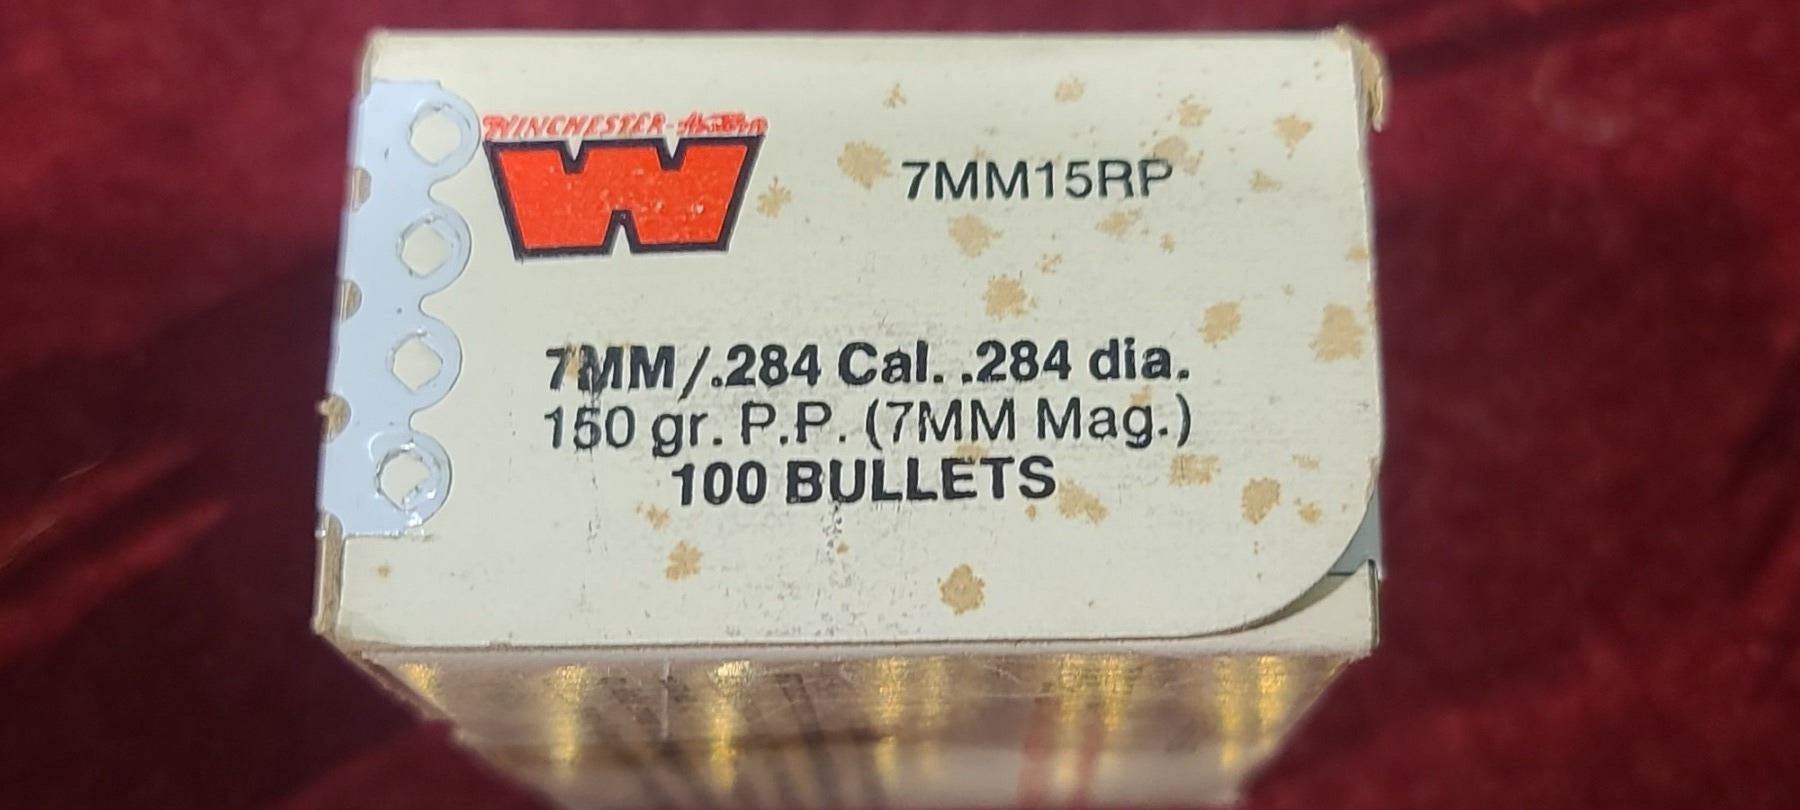 WINCHESTER-Western
W
7MM15RP
7MM/.284 Cal. .284 dia.
150 gr. P.P. (7MM Mag.)
100 BULLETS